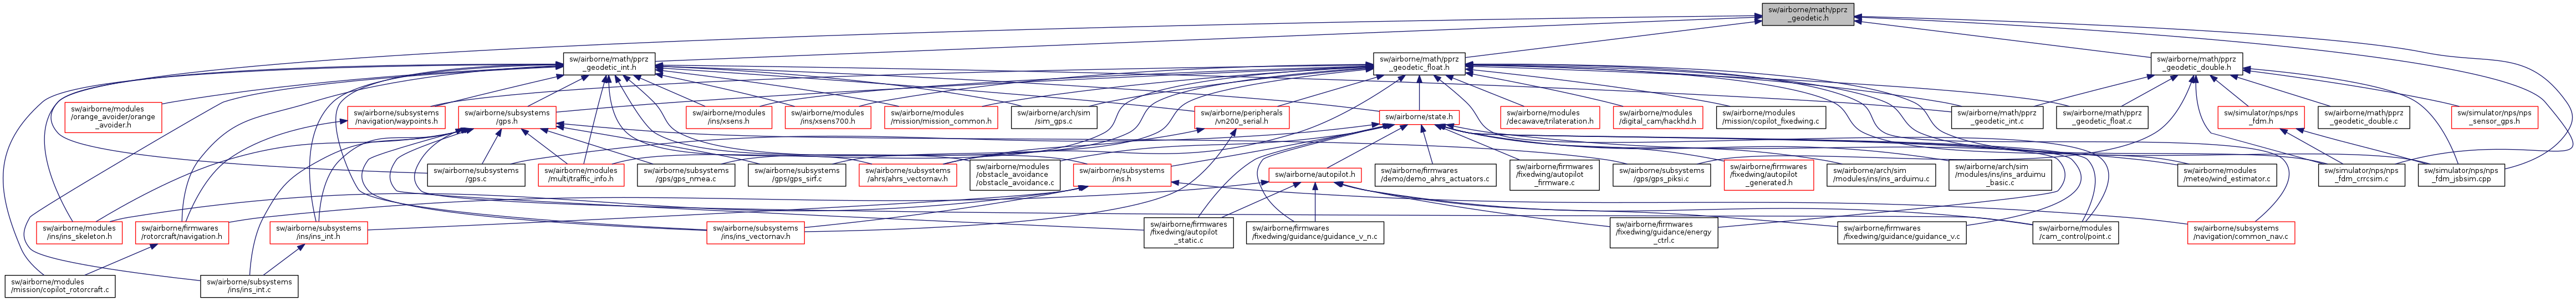 sw/airborne/math/pprz
_geodetic.h
sw/airborne/math/pprz
_geodetic_int.h
sw/airborne/math/pprz
_geodetic_float.h
sw/airborne/math/pprz
_geodetic_double.h
sw/airborne/modules
/orange_avoider/orange
_avoider.h
sw/airborne/subsystems
/navigation/waypoints.h
sw/airborne/subsystems
/gps.h
sw/airborne/modules
/ins/xsens.h
sw/airborne/modules
/ins/xsens700.h
sw/airborne/modules
/mission/mission_common.h
sw/airborne/arch/sim
/sim_gps.c
sw/airborne/peripherals
/vn200_serial.h
sw/airborne/state.h
sw/airborne/modules
/decawave/trilateration.h
sw/airborne/modules
/digital_cam/hackhd.h
sw/airborne/modules
/mission/copilot_fixedwing.c
sw/airborne/math/pprz
_geodetic_int.c
sw/airborne/math/pprz
_geodetic_float.c
sw/simulator/nps/nps
_fdm.h
sw/airborne/math/pprz
_geodetic_double.c
sw/simulator/nps/nps
_sensor_gps.h
sw/airborne/subsystems
/gps.c
sw/airborne/modules
/multi/traffic_info.h
sw/airborne/subsystems
/gps/gps_nmea.c
sw/airborne/subsystems
/gps/gps_sirf.c
sw/airborne/subsystems
/ahrs/ahrs_vectornav.h
sw/airborne/modules
/obstacle_avoidance
/obstacle_avoidance.c
sw/airborne/subsystems
/ins.h
sw/airborne/autopilot.h
sw/airborne/firmwares
/demo/demo_ahrs_actuators.c
sw/airborne/firmwares
/fixedwing/autopilot
_firmware.c
sw/airborne/subsystems
/gps/gps_piksi.c
sw/airborne/firmwares
/fixedwing/autopilot
_generated.h
sw/airborne/arch/sim
/modules/ins/ins_arduimu.c
sw/airborne/arch/sim
/modules/ins/ins_arduimu
_basic.c
sw/airborne/modules
/meteo/wind_estimator.c
sw/simulator/nps/nps
_fdm_crrcsim.c
sw/simulator/nps/nps
_fdm_jsbsim.cpp
sw/airborne/modules
/ins/ins_skeleton.h
sw/airborne/firmwares
/rotorcraft/navigation.h
sw/airborne/subsystems
/ins/ins_int.h
sw/airborne/firmwares
/fixedwing/autopilot
_static.c
sw/airborne/subsystems
/ins/ins_vectornav.h
sw/airborne/firmwares
/fixedwing/guidance/guidance_v_n.c
sw/airborne/firmwares
/fixedwing/guidance/energy
_ctrl.c
sw/airborne/firmwares
/fixedwing/guidance/guidance_v.c
sw/airborne/modules
/cam_control/point.c
sw/airborne/subsystems
/navigation/common_nav.c
sw/airborne/modules
/mission/copilot_rotorcraft.c
sw/airborne/subsystems
/ins/ins_int.c